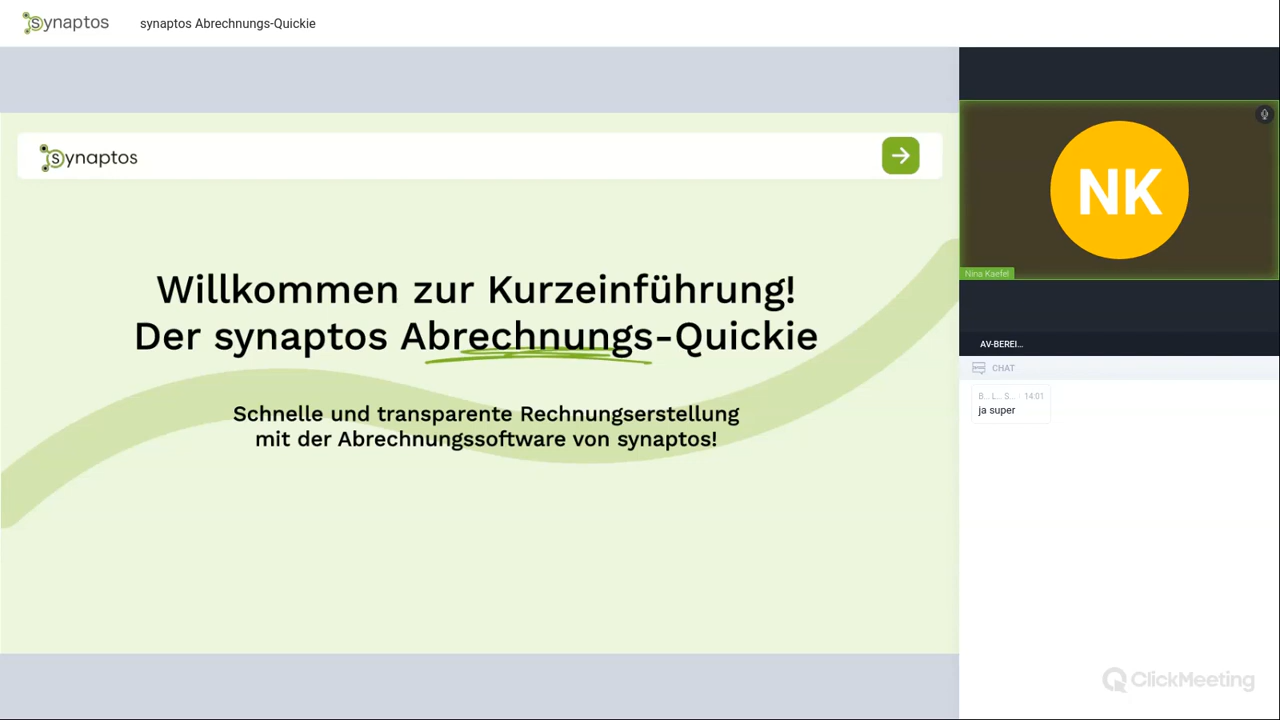 synaptos
synaptos Abrechnungs-Quickie
synaptos
Willkommen zur Kurzeinführung!
Der synaptos Abrechnungs-Quickie
Schnelle und transparente Rechnungserstellung
mit der Abrechnungssoftware von synaptos!
NK
Nina Kaefel
AV-BEREI...
CHAT
B... L... S... · 14:01
ja super
ClickMeeting